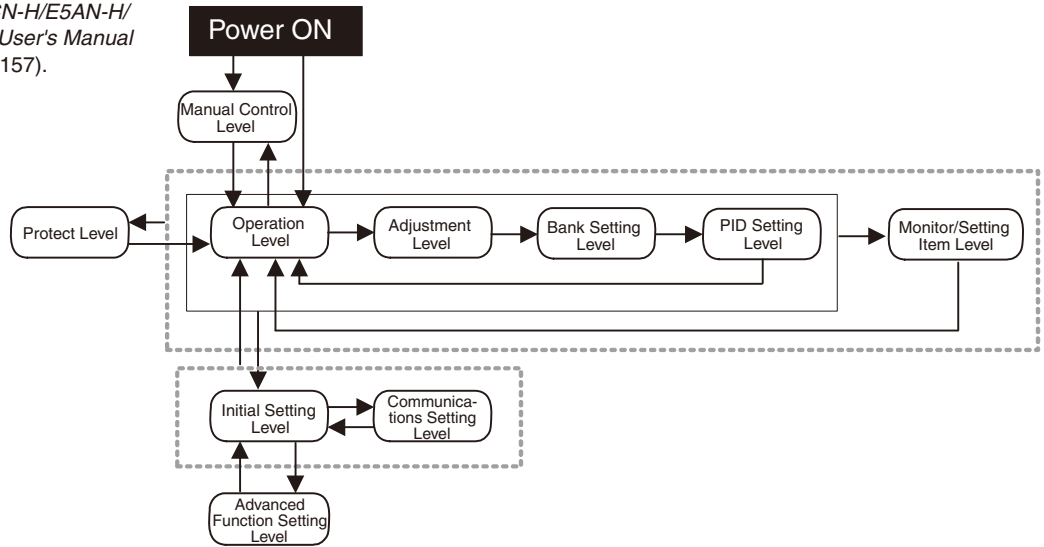 N-H/E5AN-H/
User's Manual
157).
Power ON
Manual Control
Level
Protect Level
Operation
Level
Adjustment
Level
Bank Setting
Level
PID Setting
Level
Monitor/Setting
Item Level
Initial Setting
Level
Communica-
tions Setting
Level
Advanced
Function Setting
Level